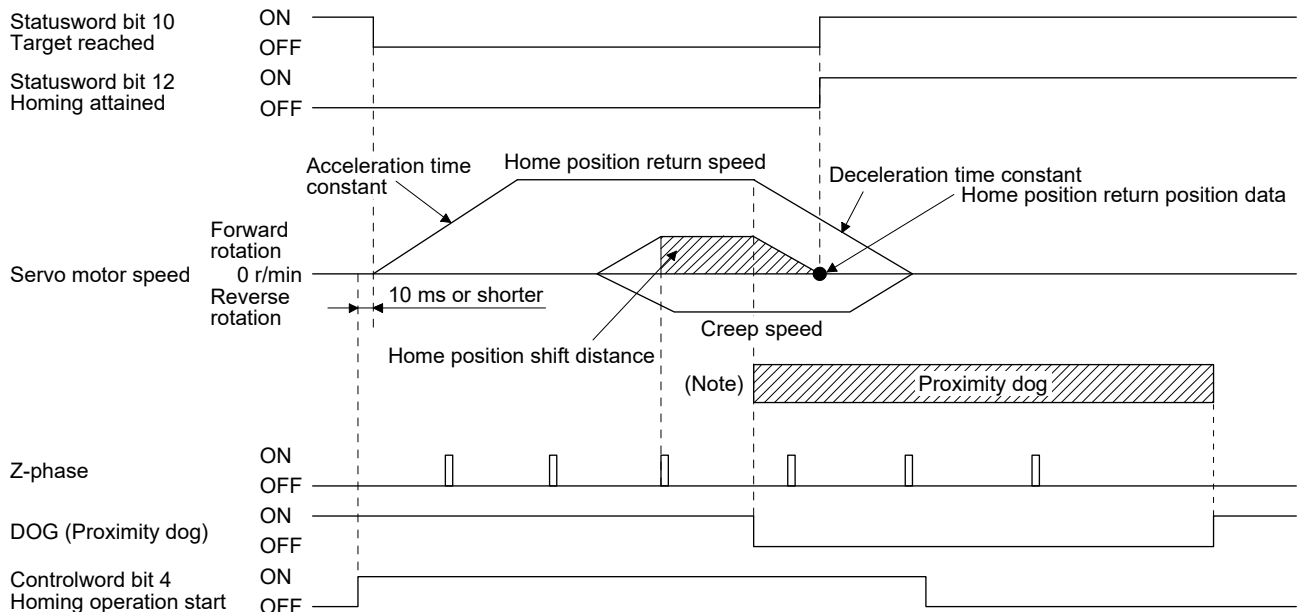 Statusword bit 10
Target reached
ON
OFF
Statusword bit 12
Homing attained
ON
OFF
Acceleration time
constant
Home position return speed
Deceleration time constant
Home position return position data
Forward
rotation
Servo motor speed
0 r/min
Reverse
rotation
10 ms or shorter
Creep speed
Home position shift distance
(Note)
Proximity dog
Z-phase
ON
OFF
DOG (Proximity dog)
ON
OFF
Controlword bit 4
Homing operation start
ON
OFF